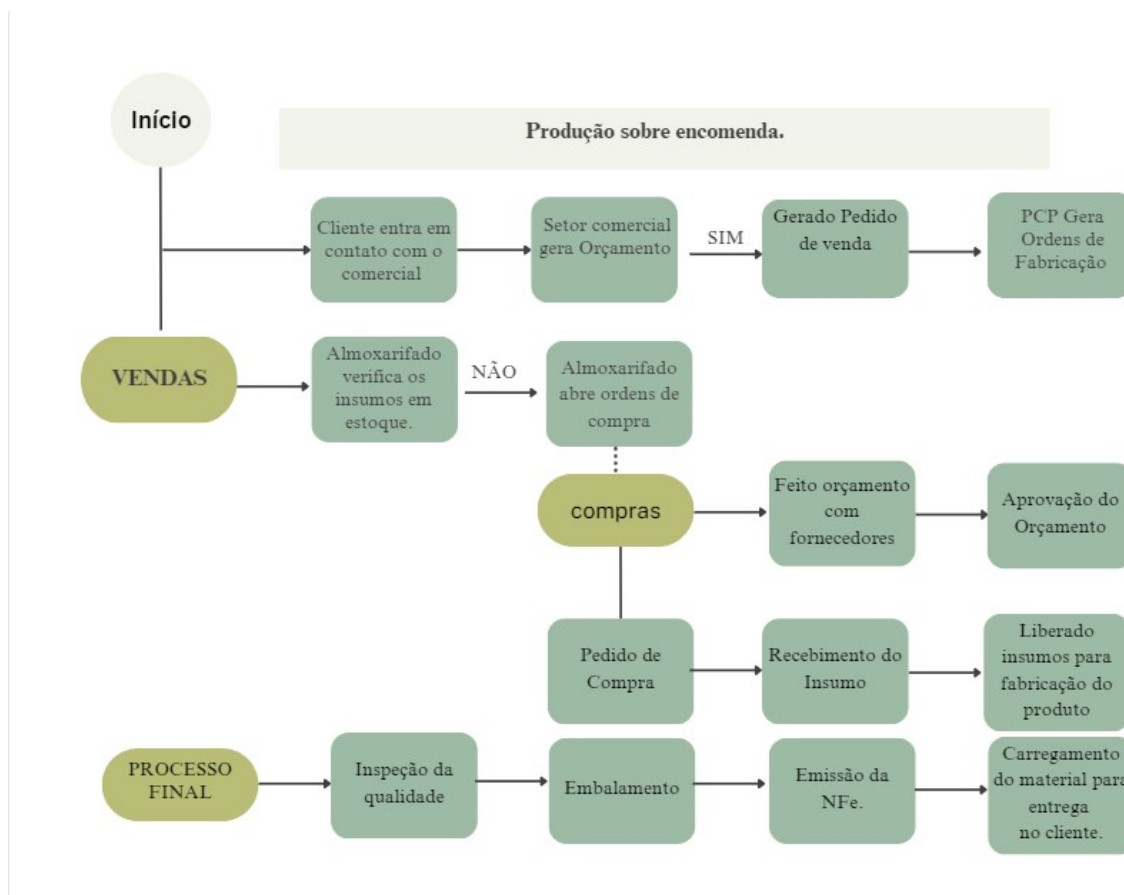 Início
Produção sobre encomenda.
Cliente entra em
contato com o
comercial
Setor comercial
gera Orçamento
SIM
Gerado Pedido
de venda
PCP Gera
Ordens de
Fabricação
VENDAS
Almoxarifado
verifica os
insumos em
estoque.
NÃO
Almoxarifado
abre ordens de
compra
compras
Feito orçamento
com
fornecedores
Aprovação do
Orçamento
Pedido de
Compra
Recebimento do
Insumo
Liberado
insumos para
fabricação do
produto
PROCESSO
FINAL
Inspeção da
qualidade
Embalamento
Emissão da
NFe.
Carregamento
do material para
entrega
no cliente.